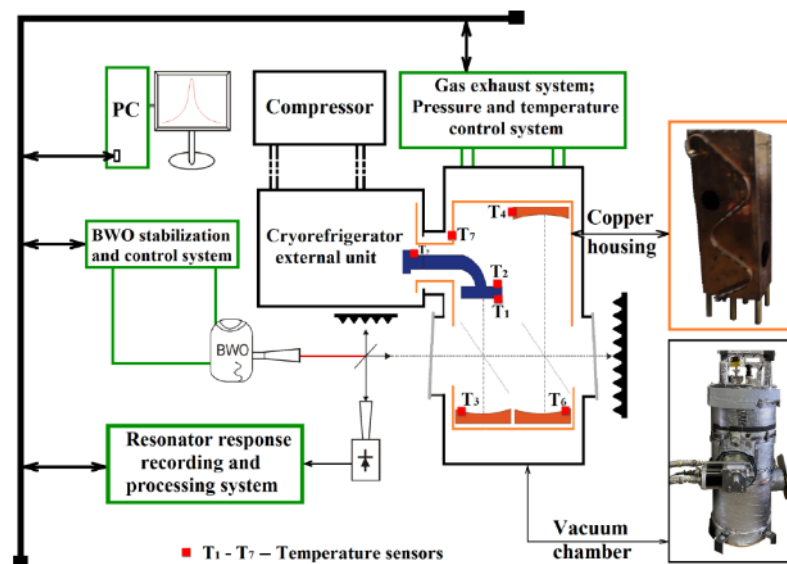 PC
Compressor
Gas exhaust system;
Pressure and temperature
control system
BWO stabilization
and control system
Cryorefrigerator
external unit
T4
T7
T2
T1
Copper
housing
BWO
T3
T6
Resonator response
recording and
processing system
Vacuum
chamber
T1 - T7 – Temperature sensors